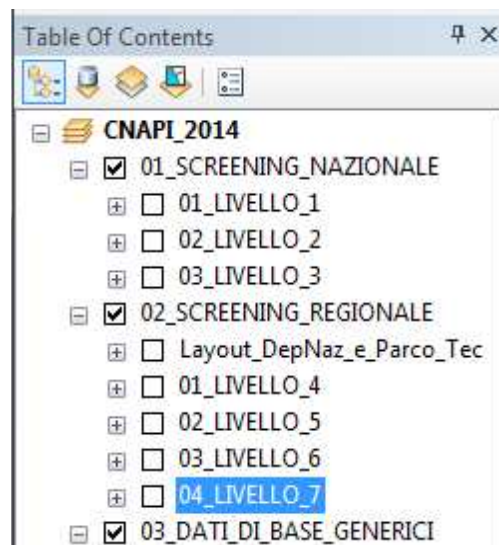 Table Of Contents
CNAPI_2014
01_SCREENING_NAZIONALE
01_LIVELLO_1
02_LIVELLO_2
03_LIVELLO_3
02_SCREENING_REGIONALE
Layout_DepNaz_e_Parco_Tec
01_LIVELLO_4
02_LIVELLO_5
03_LIVELLO_6
04_LIVELLO_7
03_DATI_DI_BASE_GENERICI